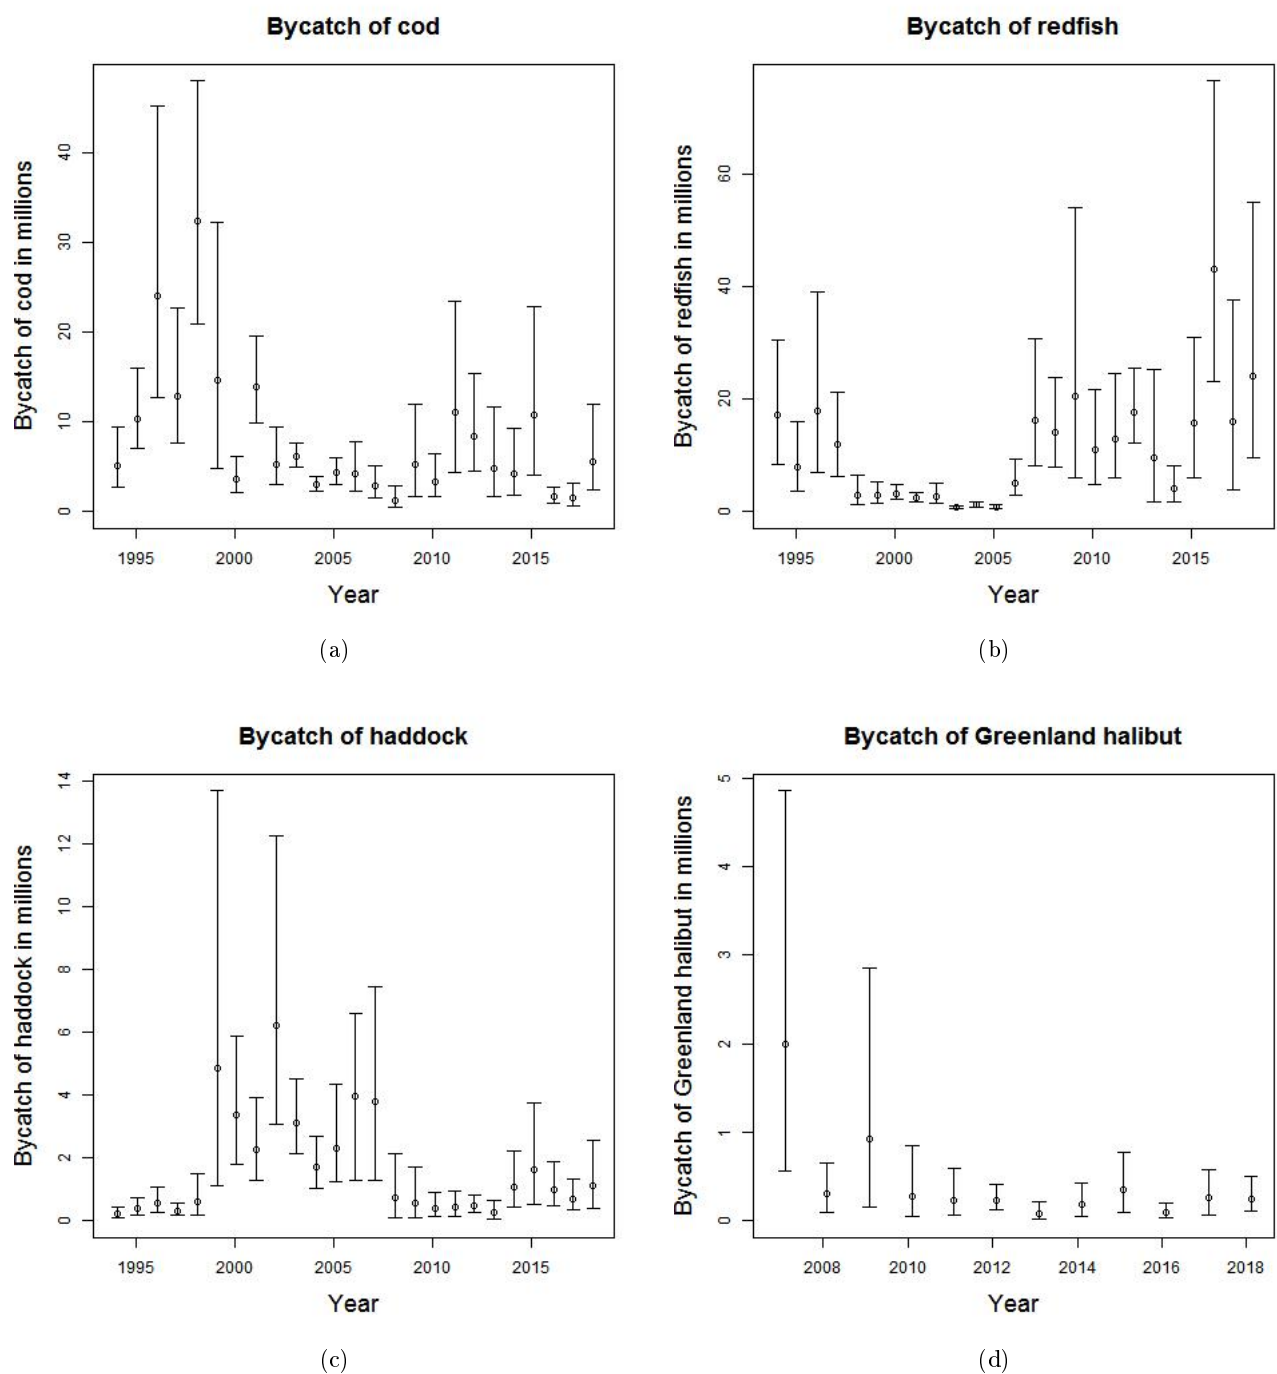 Bycatch of cod
Bycatch of cod in millions
40
30
20
10
0
1995 2000 2005 2010 2015
Year
(a)
Bycatch of redfish
Bycatch of redfish in millions
60
40
20
0
1995 2000 2005 2010 2015
Year
(b)
Bycatch of haddock
Bycatch of haddock in millions
14
12
10
8
6
4
2
0
1995 2000 2005 2010 2015
Year
(c)
Bycatch of Greenland halibut
Bycatch of Greenland halibut in millions
5
4
3
2
1
0
2008 2010 2012 2014 2016 2018
Year
(d)